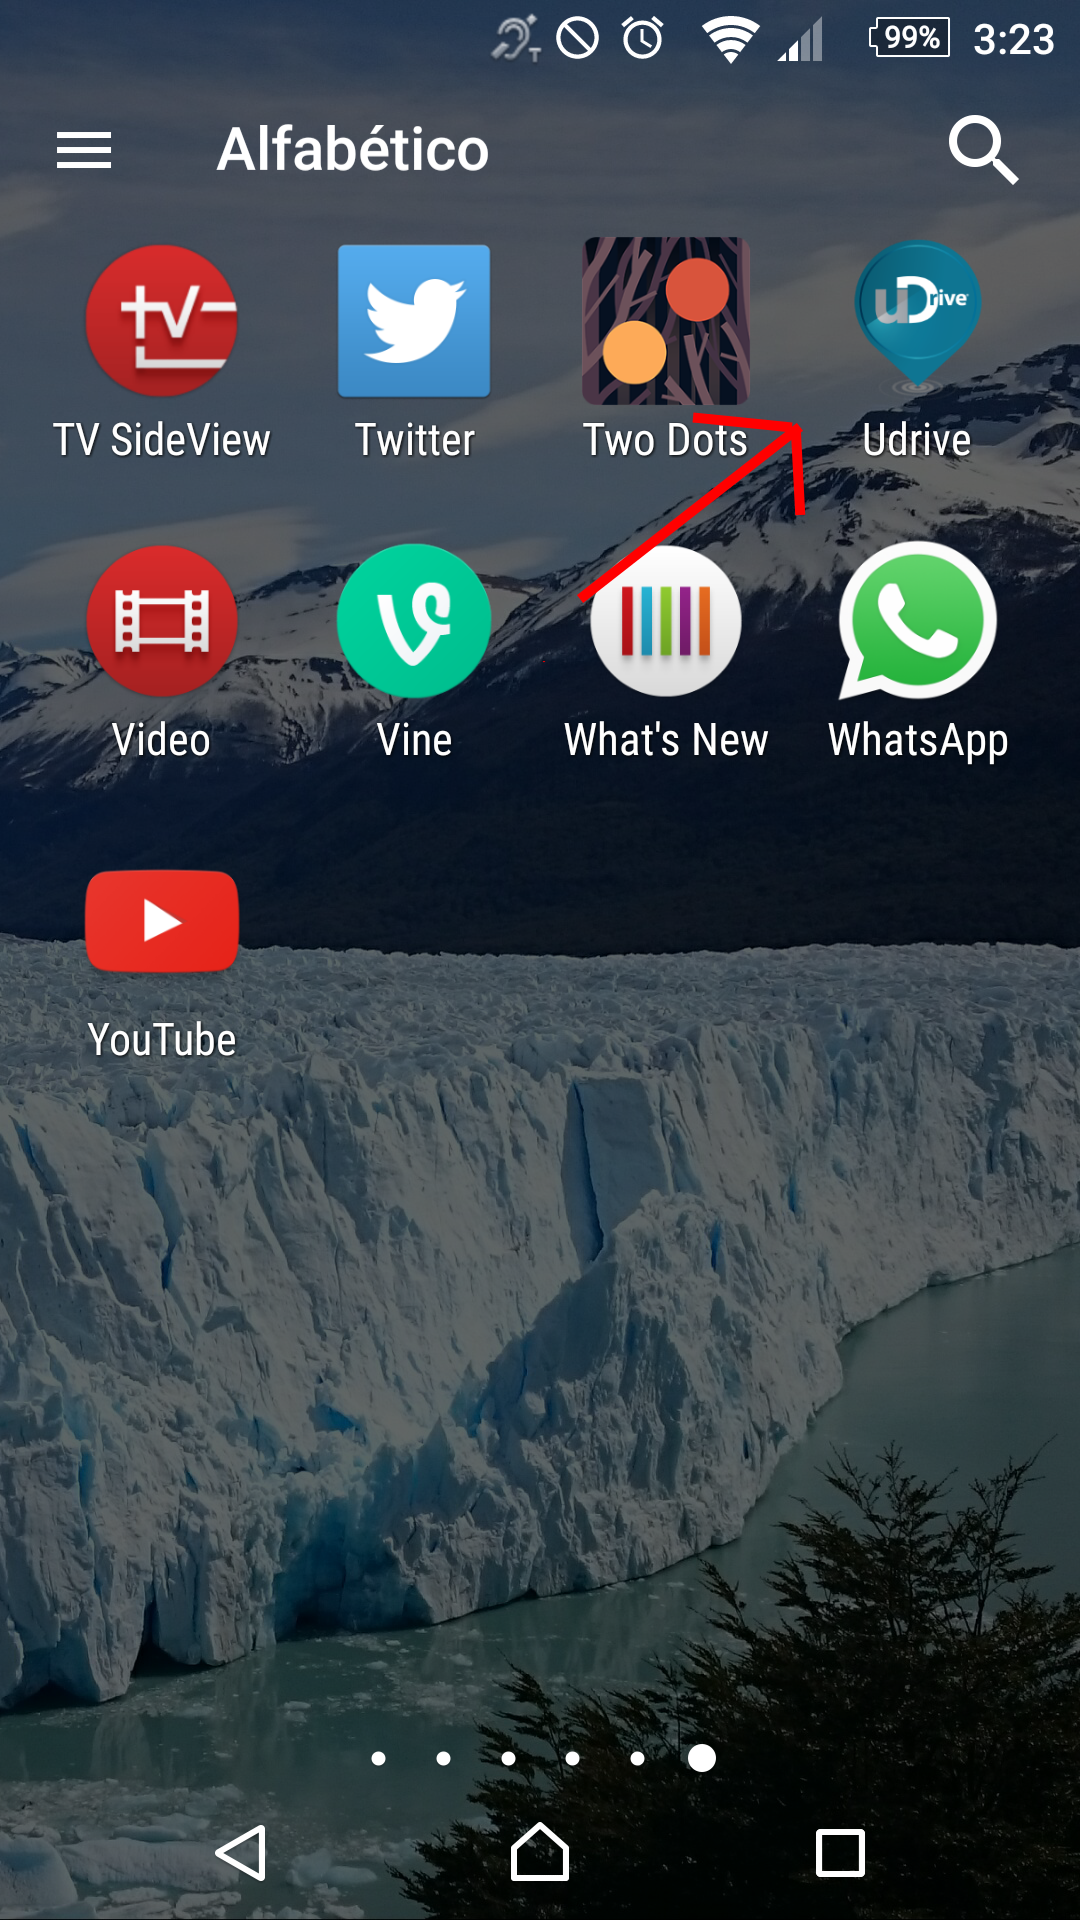 99% 3:23
Alfabético
tv
uDrive
TV SideView Twitter Two Dots Udrive
Video Vine What's New WhatsApp
YouTube